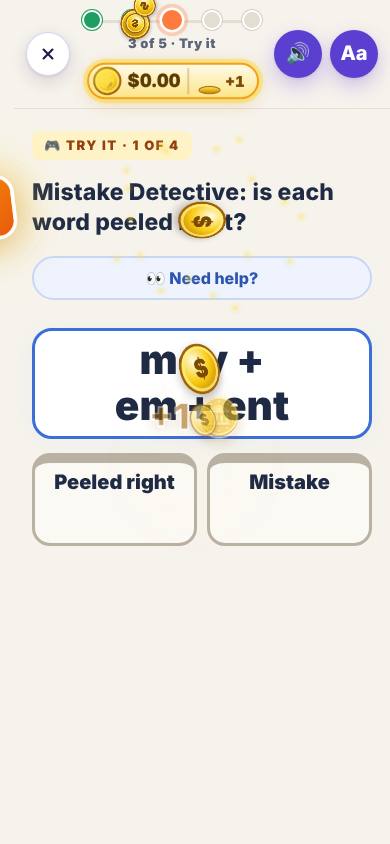 3 of 5 · Try it
$0.00 +1
Aa
TRY IT · 1 OF 4
Mistake Detective: is each
word peeled
Need help?
+
+ ent
+1
Peeled right
Mistake